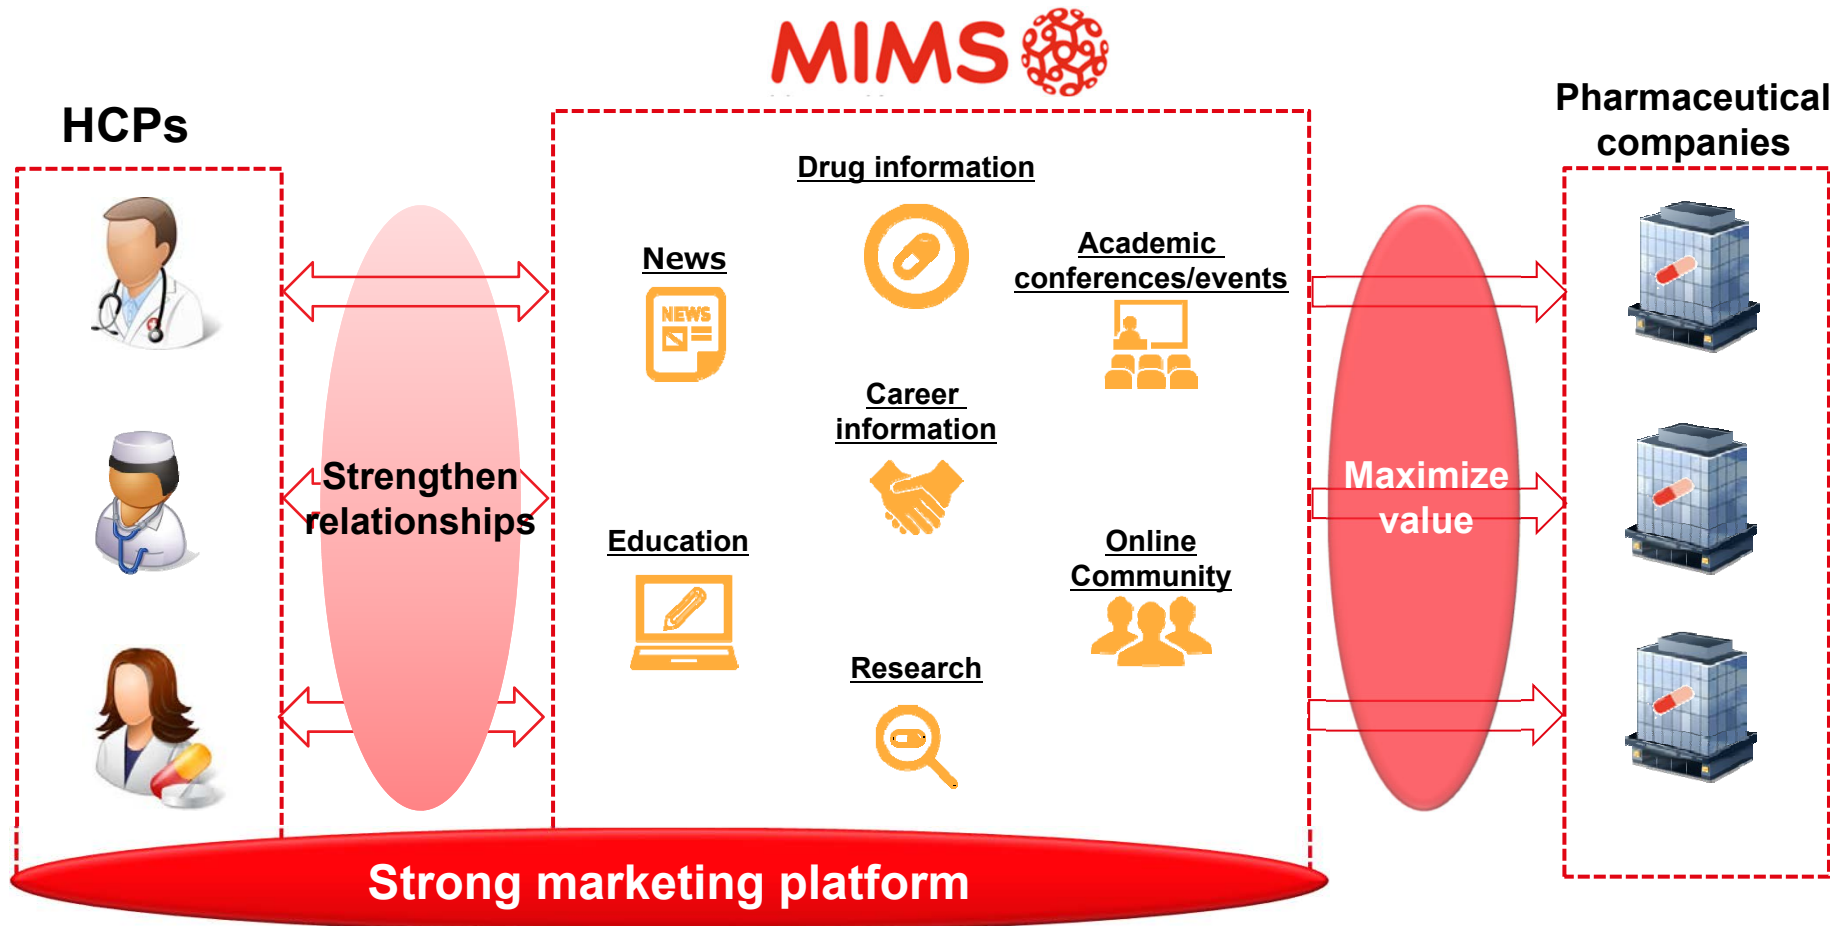 MIMS
HCPs
Pharmaceutical
companies
Drug information
News
NEWS
Academic
conferences/events
Career
information
Strengthen
relationships
Maximize
value
Education
Online
Community
Research
Strong marketing platform